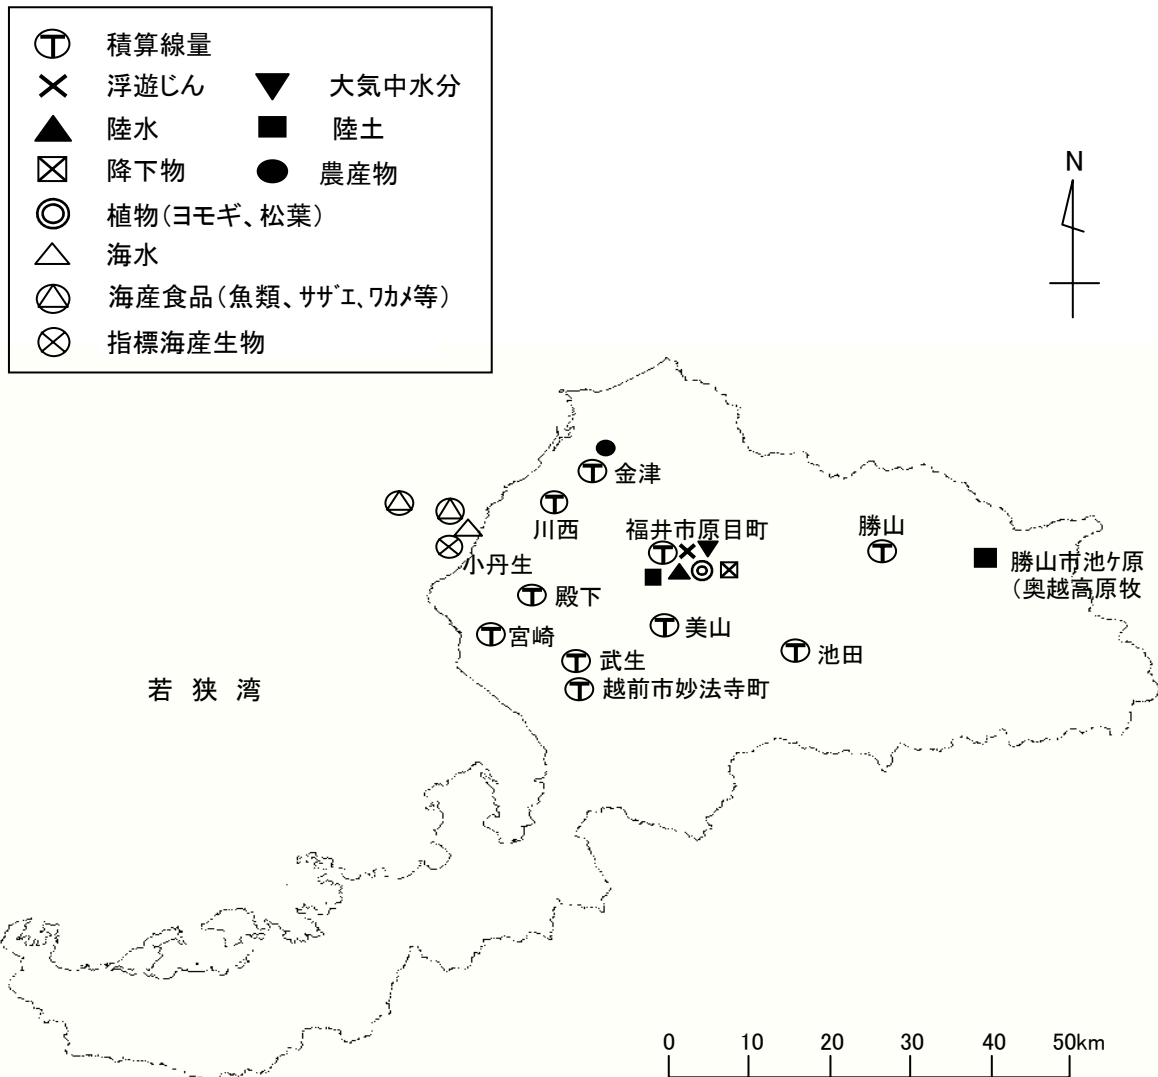 積算線量
浮遊じん 大気中水分
陸水 陸土
降下物 農産物
植物（ヨモギ、松葉）
海水
海産食品（魚類、サザエ、ワカメ等）
指標海産生物
N
金津
川西
福井市原目町
勝山
小丹生
勝山市池ケ原
（奥越高原牧
殿下
宮崎
美山
武生
池田
越前市妙法寺町
若狭湾
0 10 20 30 40 50km